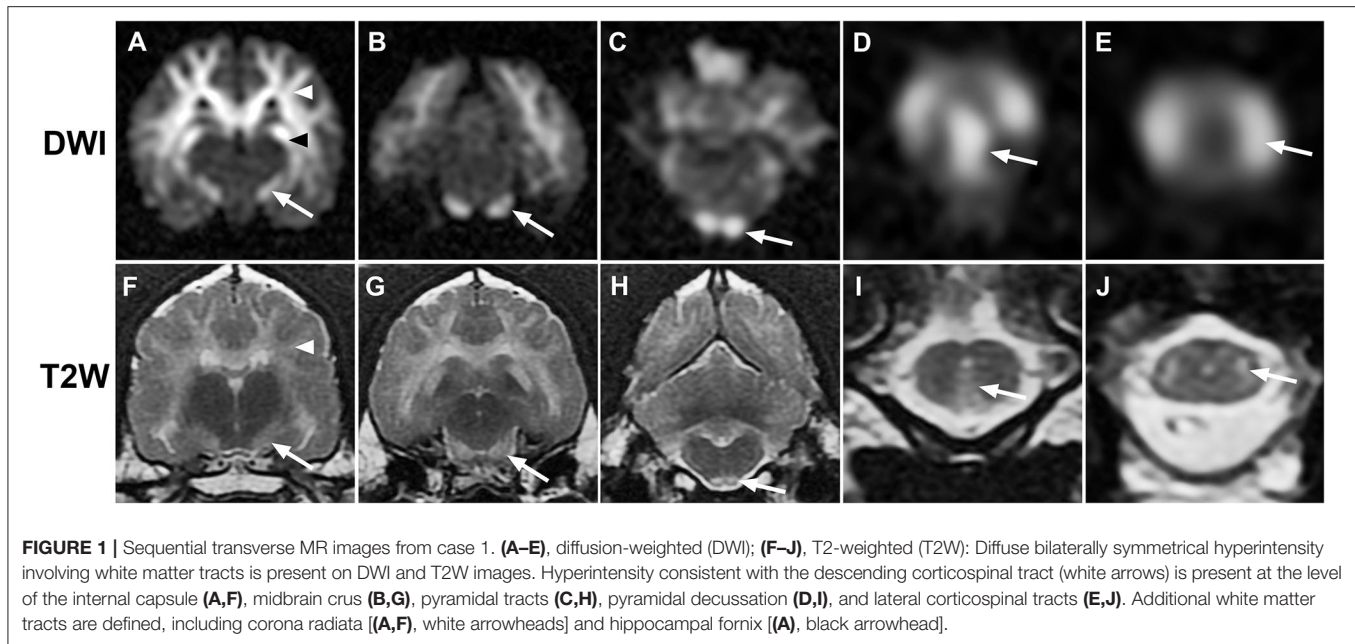 A B C D E
DWI
F G H I J
T2W
FIGURE 1 | Sequential transverse MR images from case 1. (A–E), diffusion-weighted (DWI); (F–J), T2-weighted (T2W): Diffuse bilaterally symmetrical hyperintensity
involving white matter tracts is present on DWI and T2W images. Hyperintensity consistent with the descending corticospinal tract (white arrows) is present at the level
of the internal capsule (A,F), midbrain crus (B,G), pyramidal tracts (C,H), pyramidal decussation (D,I), and lateral corticospinal tracts (E,J). Additional white matter
tracts are defined, including corona radiata [(A,F), white arrowheads] and hippocampal fornix [(A), black arrowhead].